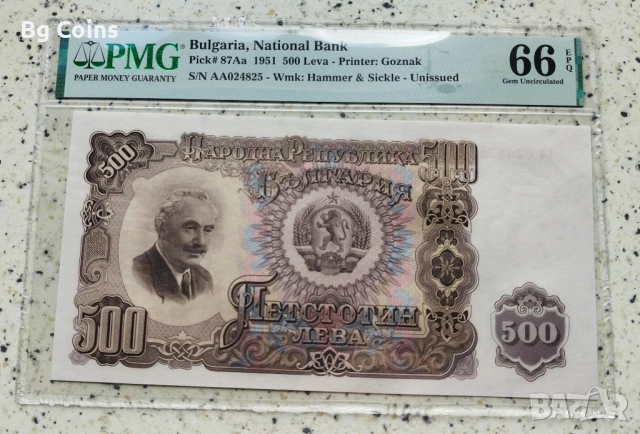 Bg Coins
PMG
PAPER MONEY GUARANTY
Bulgaria, National Bank
Pick# 87Aa 1951 500 Leva - Printer: Goznak
S/N AA024825 - Wmk: Hammer & Sickle - Unissued
66
EPQ
Gem Uncirculated
500
НАРОДНА РЕПУБЛИКА
БЪЛГАРИЯ
500
500
ПЕТСТОТИН
ЛЕВА
500
BAZAR